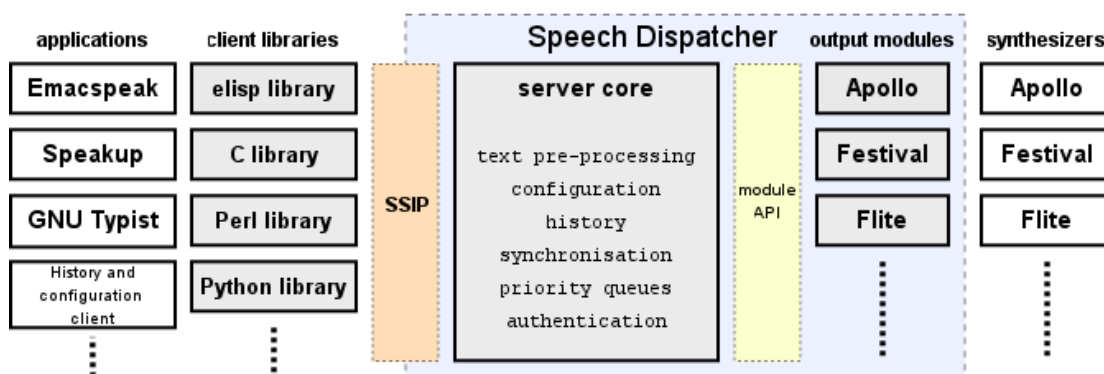 applications
Emacspeak
Speakup
GNU Typist
History and
configuration
client
client libraries
elisp library
C library
Perl library
Python library
SSIP
Speech Dispatcher
server core
text pre-processing
configuration
history
synchronisation
priority queues
authentication
module
API
output modules
Apollo
Festival
Flite
synthesizers
Apollo
Festival
Flite